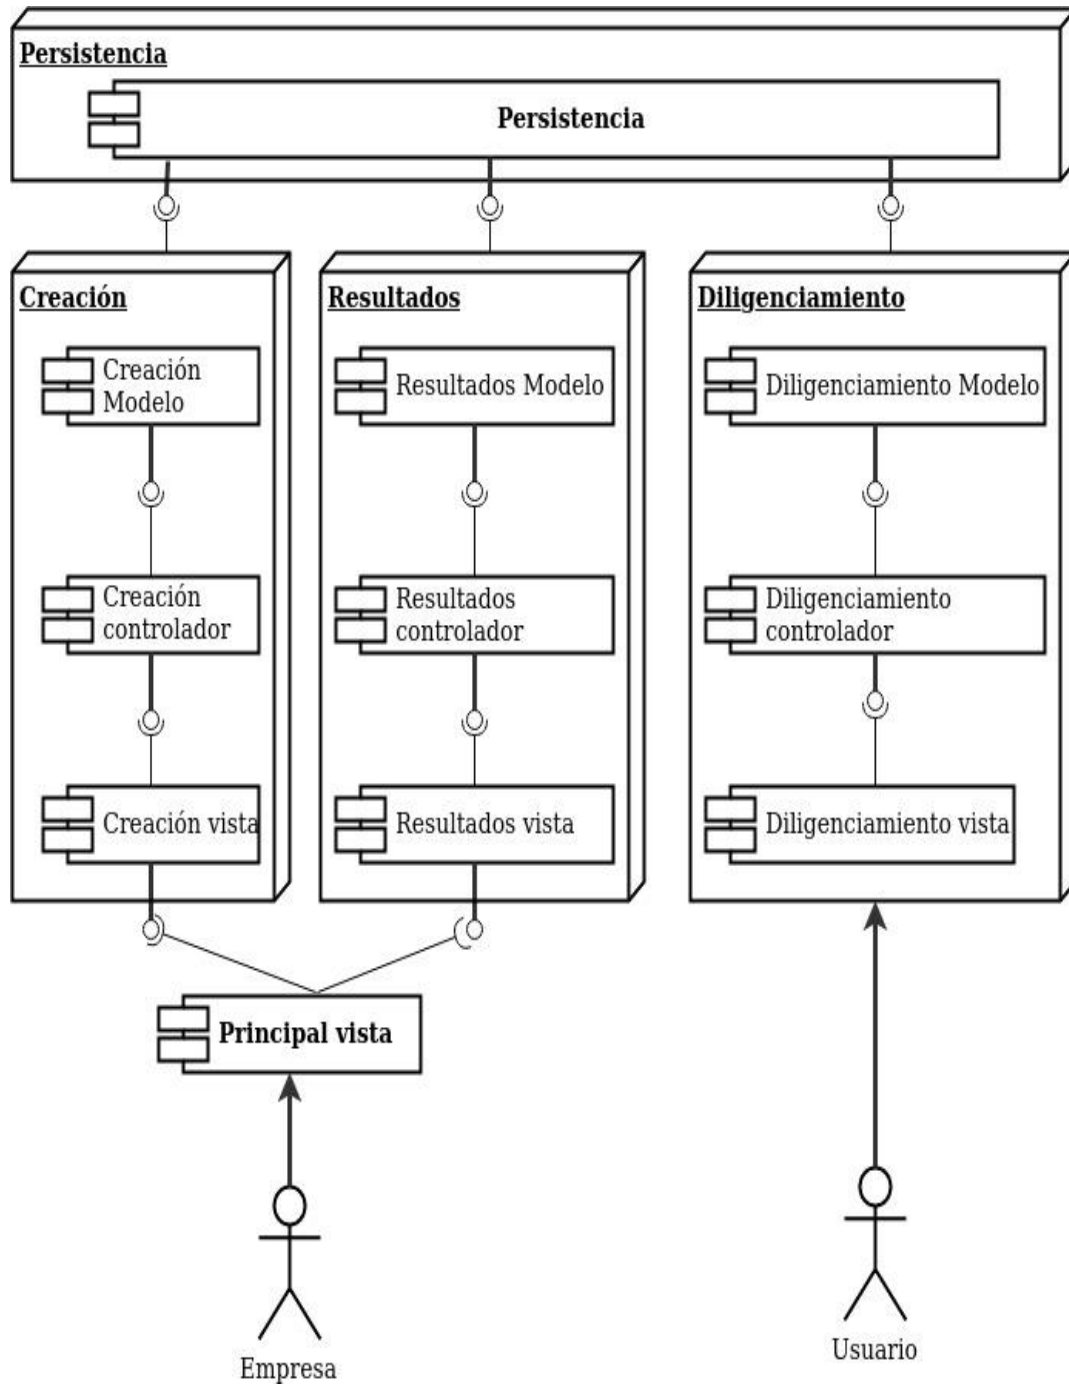 Persistencia
Persistencia
Creación
Resultados
Diligenciamiento
Creación
Modelo
Resultados Modelo
Diligenciamiento Modelo
Creación
controlador
Resultados
controlador
Diligenciamiento
controlador
Creación vista
Resultados vista
Diligenciamiento vista
Principal vista
Empresa
Usuario